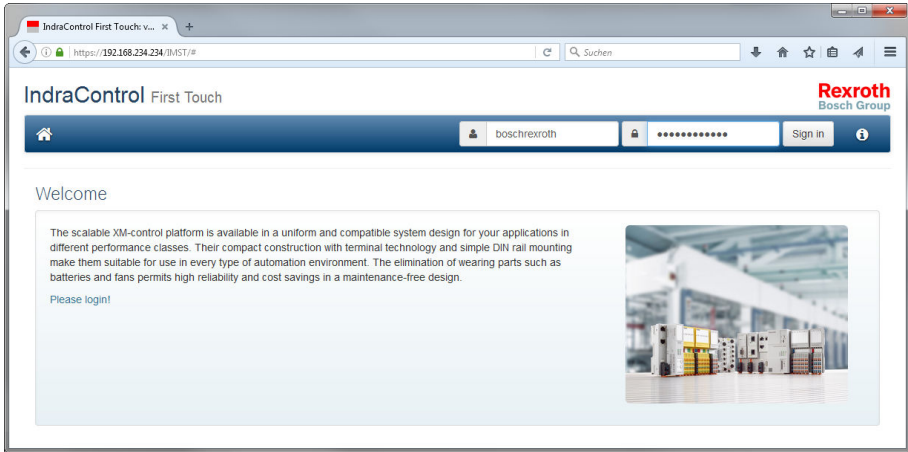 IndraControl First Touch: v...
https://192.168.234.234/IMST/#
Suchen
IndraControl First Touch
Rexroth
Bosch Group
boschrexroth
●●●●●●●●●●●●
Sign in
Welcome
The scalable XM-control platform is available in a uniform and compatible system design for your applications in
different performance classes. Their compact construction with terminal technology and simple DIN rail mounting
make them suitable for use in every type of automation environment. The elimination of wearing parts such as
batteries and fans permits high reliability and cost savings in a maintenance-free design.
Please login!